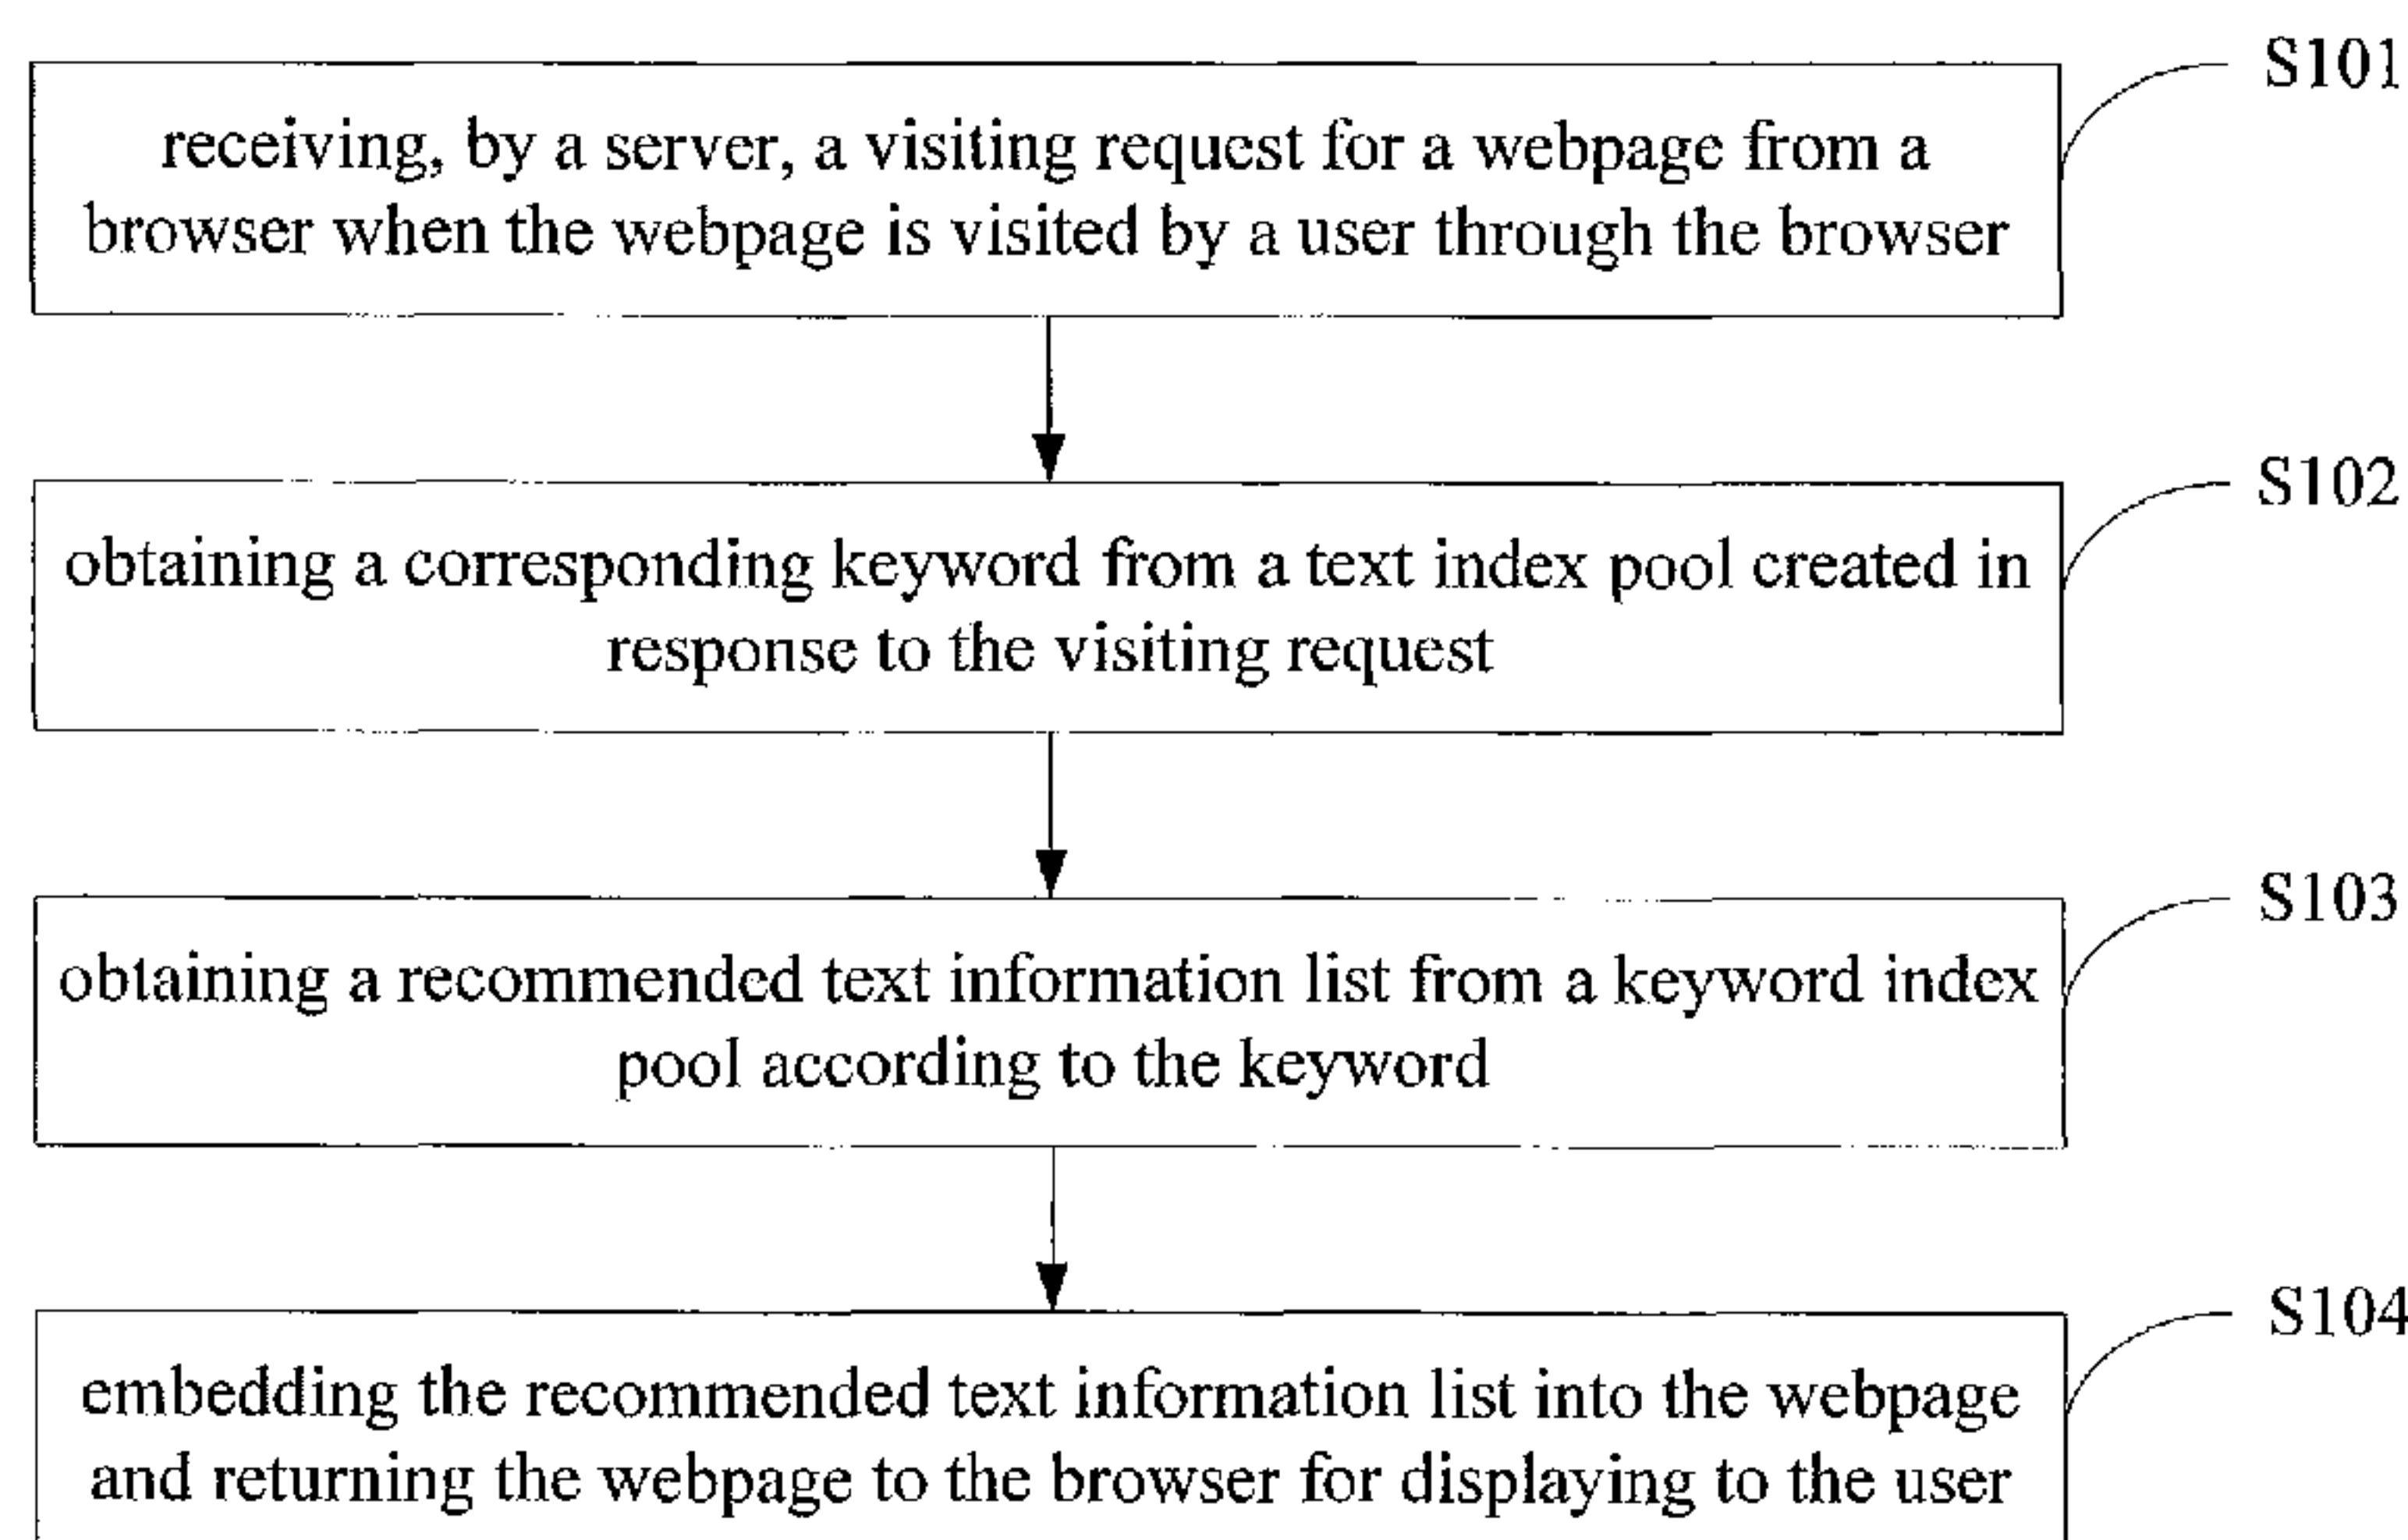 S101
receiving, by a server, a visiting request for a webpage from a
browser when the webpage is visited by a user through the browser
S102
obtaining a corresponding keyword from a text index pool created in
response to the visiting request
S103
obtaining a recommended text information list from a keyword index
pool according to the keyword
S104
embedding the recommended text information list into the webpage
and returning the webpage to the browser for displaying to the user